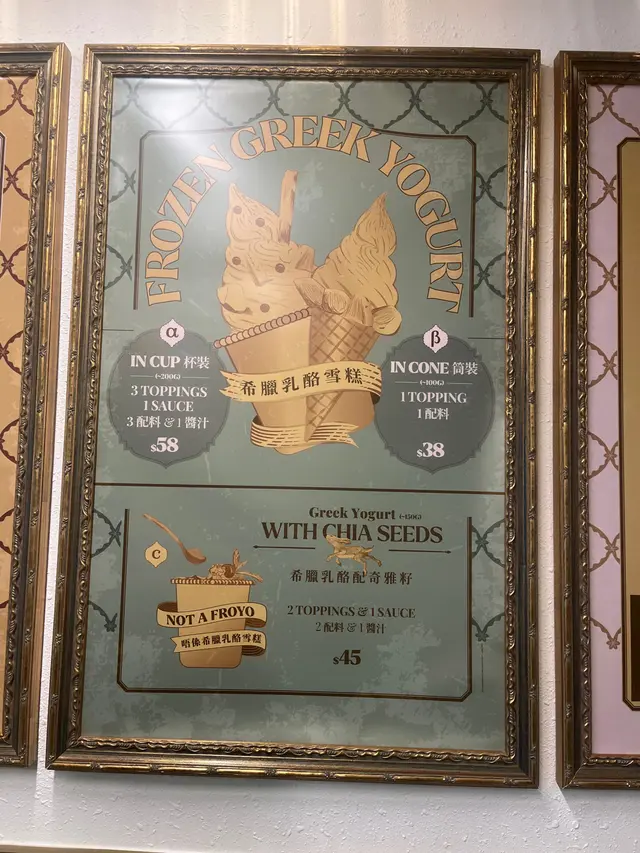 FROZEN GREEK YOGURT
希臘乳酪雪糕
α
IN CUP 杯裝
(~200G)
3 TOPPINGS
1 SAUCE
3 配料 & 1 醬汁
$58
β
IN CONE 筒裝
(~100G)
1 TOPPING
1 配料
$38
C
NOT A FROYO
唔係希臘乳酪雪糕
Greek Yogurt (~150G)
WITH CHIA SEEDS
希臘乳酪配奇雅籽
2 TOPPINGS & 1 SAUCE
2 配料 & 1 醬汁
$45